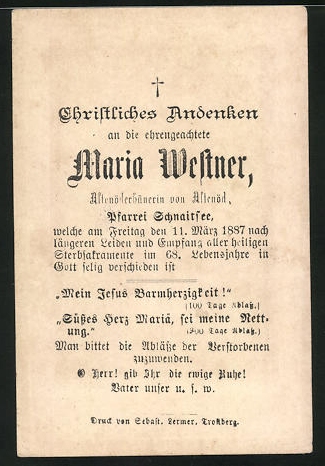 Chriſtliches Andenken
an die ehrengeachtete
Maria Weſtner,
von Altenöd,
Pfarrei Schnaitſee,
welche am Freitag den 11. März 1887 nach
längeren Leiden und Empfang aller heiligen
Sterbſakramente im 68. Lebensjahre in
Gott ſelig verſchieden iſt
„Mein Jeſus Barmherzigkeit!"
(100 Tage Ablaß.)
„Süßes Herz Mariä, ſei meine Rett-
ung." (300 Tage Ablaß.)
Man bittet die Abläße der Verſtorbenen
zuzuwenden.
O Herr! gib Ihr die ewige Ruhe!
Vater unſer u. ſ. w.
Druck von Sebaſt. Lermer, Troſtberg.